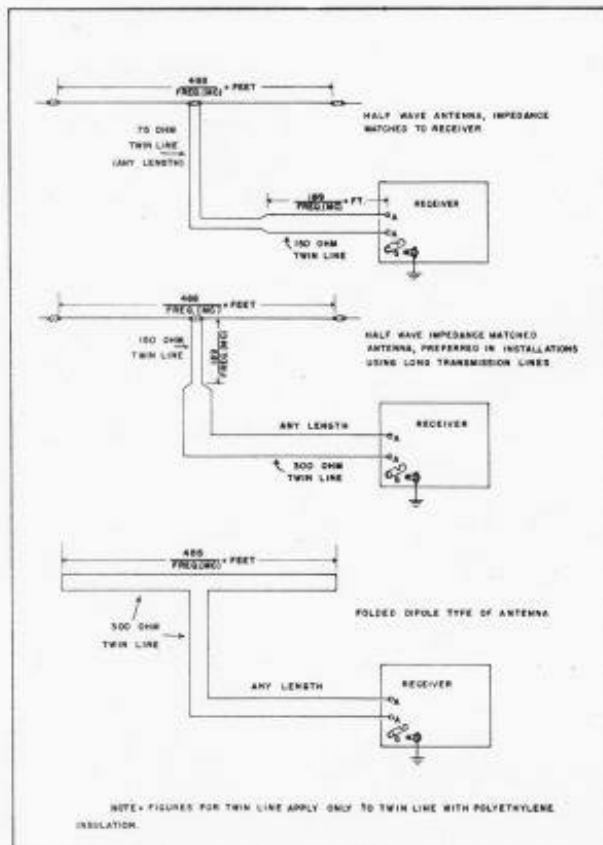 FREQ.(MC) = FEET
HALF WAVE ANTENNA, IMPEDANCE
MATCHED TO RECEIVER
75 OHM
TWIN LINE
(ANY LENGTH)
189
FREQ.(MC) = FT.
RECEIVER
A
A
G
150 OHM
TWIN LINE
FREQ.(MC) = FEET
150 OHM
TWIN LINE
189
FREQ.(MC)
HALF WAVE IMPEDANCE MATCHED
ANTENNA, PREFERRED IN INSTALLATIONS
USING LONG TRANSMISSION LINES
ANY LENGTH
RECEIVER
A
A
G
300 OHM
TWIN LINE
FREQ.(MC) = FEET
300 OHM
TWIN LINE
FOLDED DIPOLE TYPE OF ANTENNA
ANY LENGTH
RECEIVER
A
A
G
NOTE = FIGURES FOR TWIN LINE APPLY ONLY TO TWIN LINE WITH POLYETHYLENE
INSULATION.